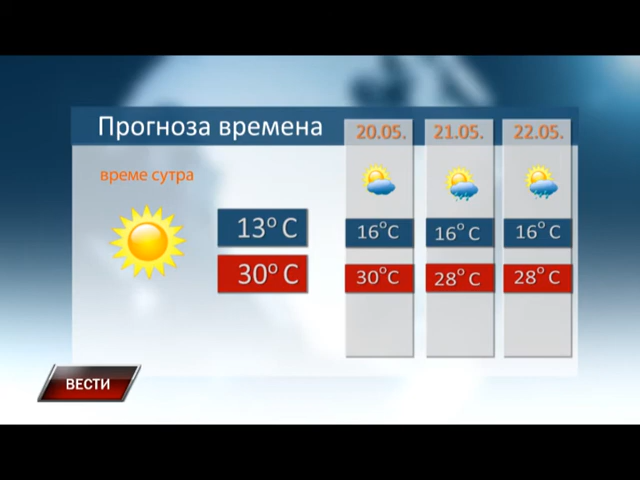 Прогноза времена
време сутра
13°C
30°C
20.05.
16°C
30°C
21.05.
16°C
28°C
22.05.
16°C
28°C
ВЕСТИ